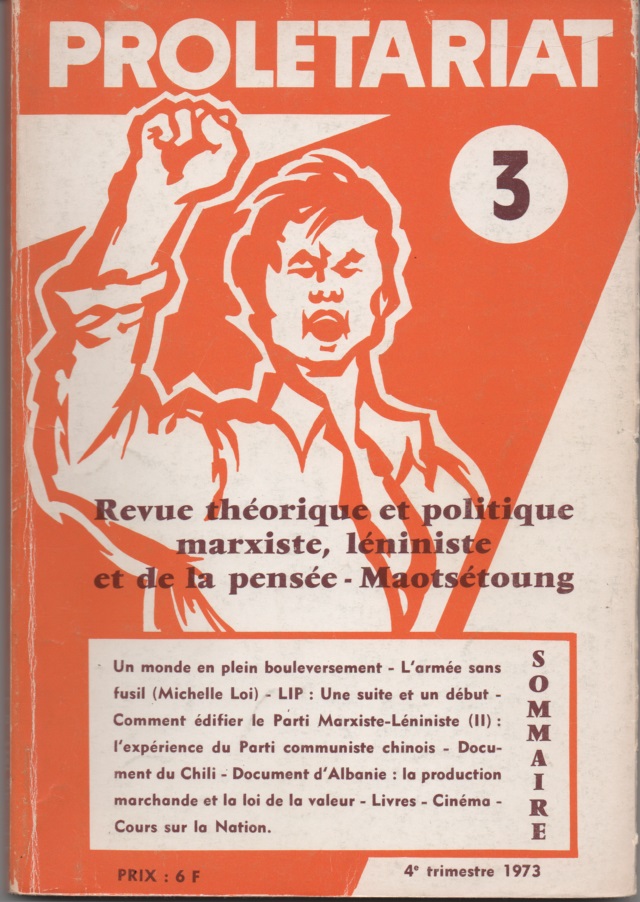 PROLETARIAT
3
Revue théorique et politique
marxiste, léniniste
et de la pensée - Maotsétoung
SOMMAIRE
Un monde en plein bouleversement - L'armée sans
fusil (Michelle Loi) - LIP : Une suite et un début -
Comment édifier le Parti Marxiste-Léniniste (II) :
l'expérience du Parti communiste chinois - Docu-
ment du Chili - Document d'Albanie : la production
marchande et la loi de la valeur - Livres - Cinéma -
Cours sur la Nation.
PRIX : 6 F
4e trimestre 1973